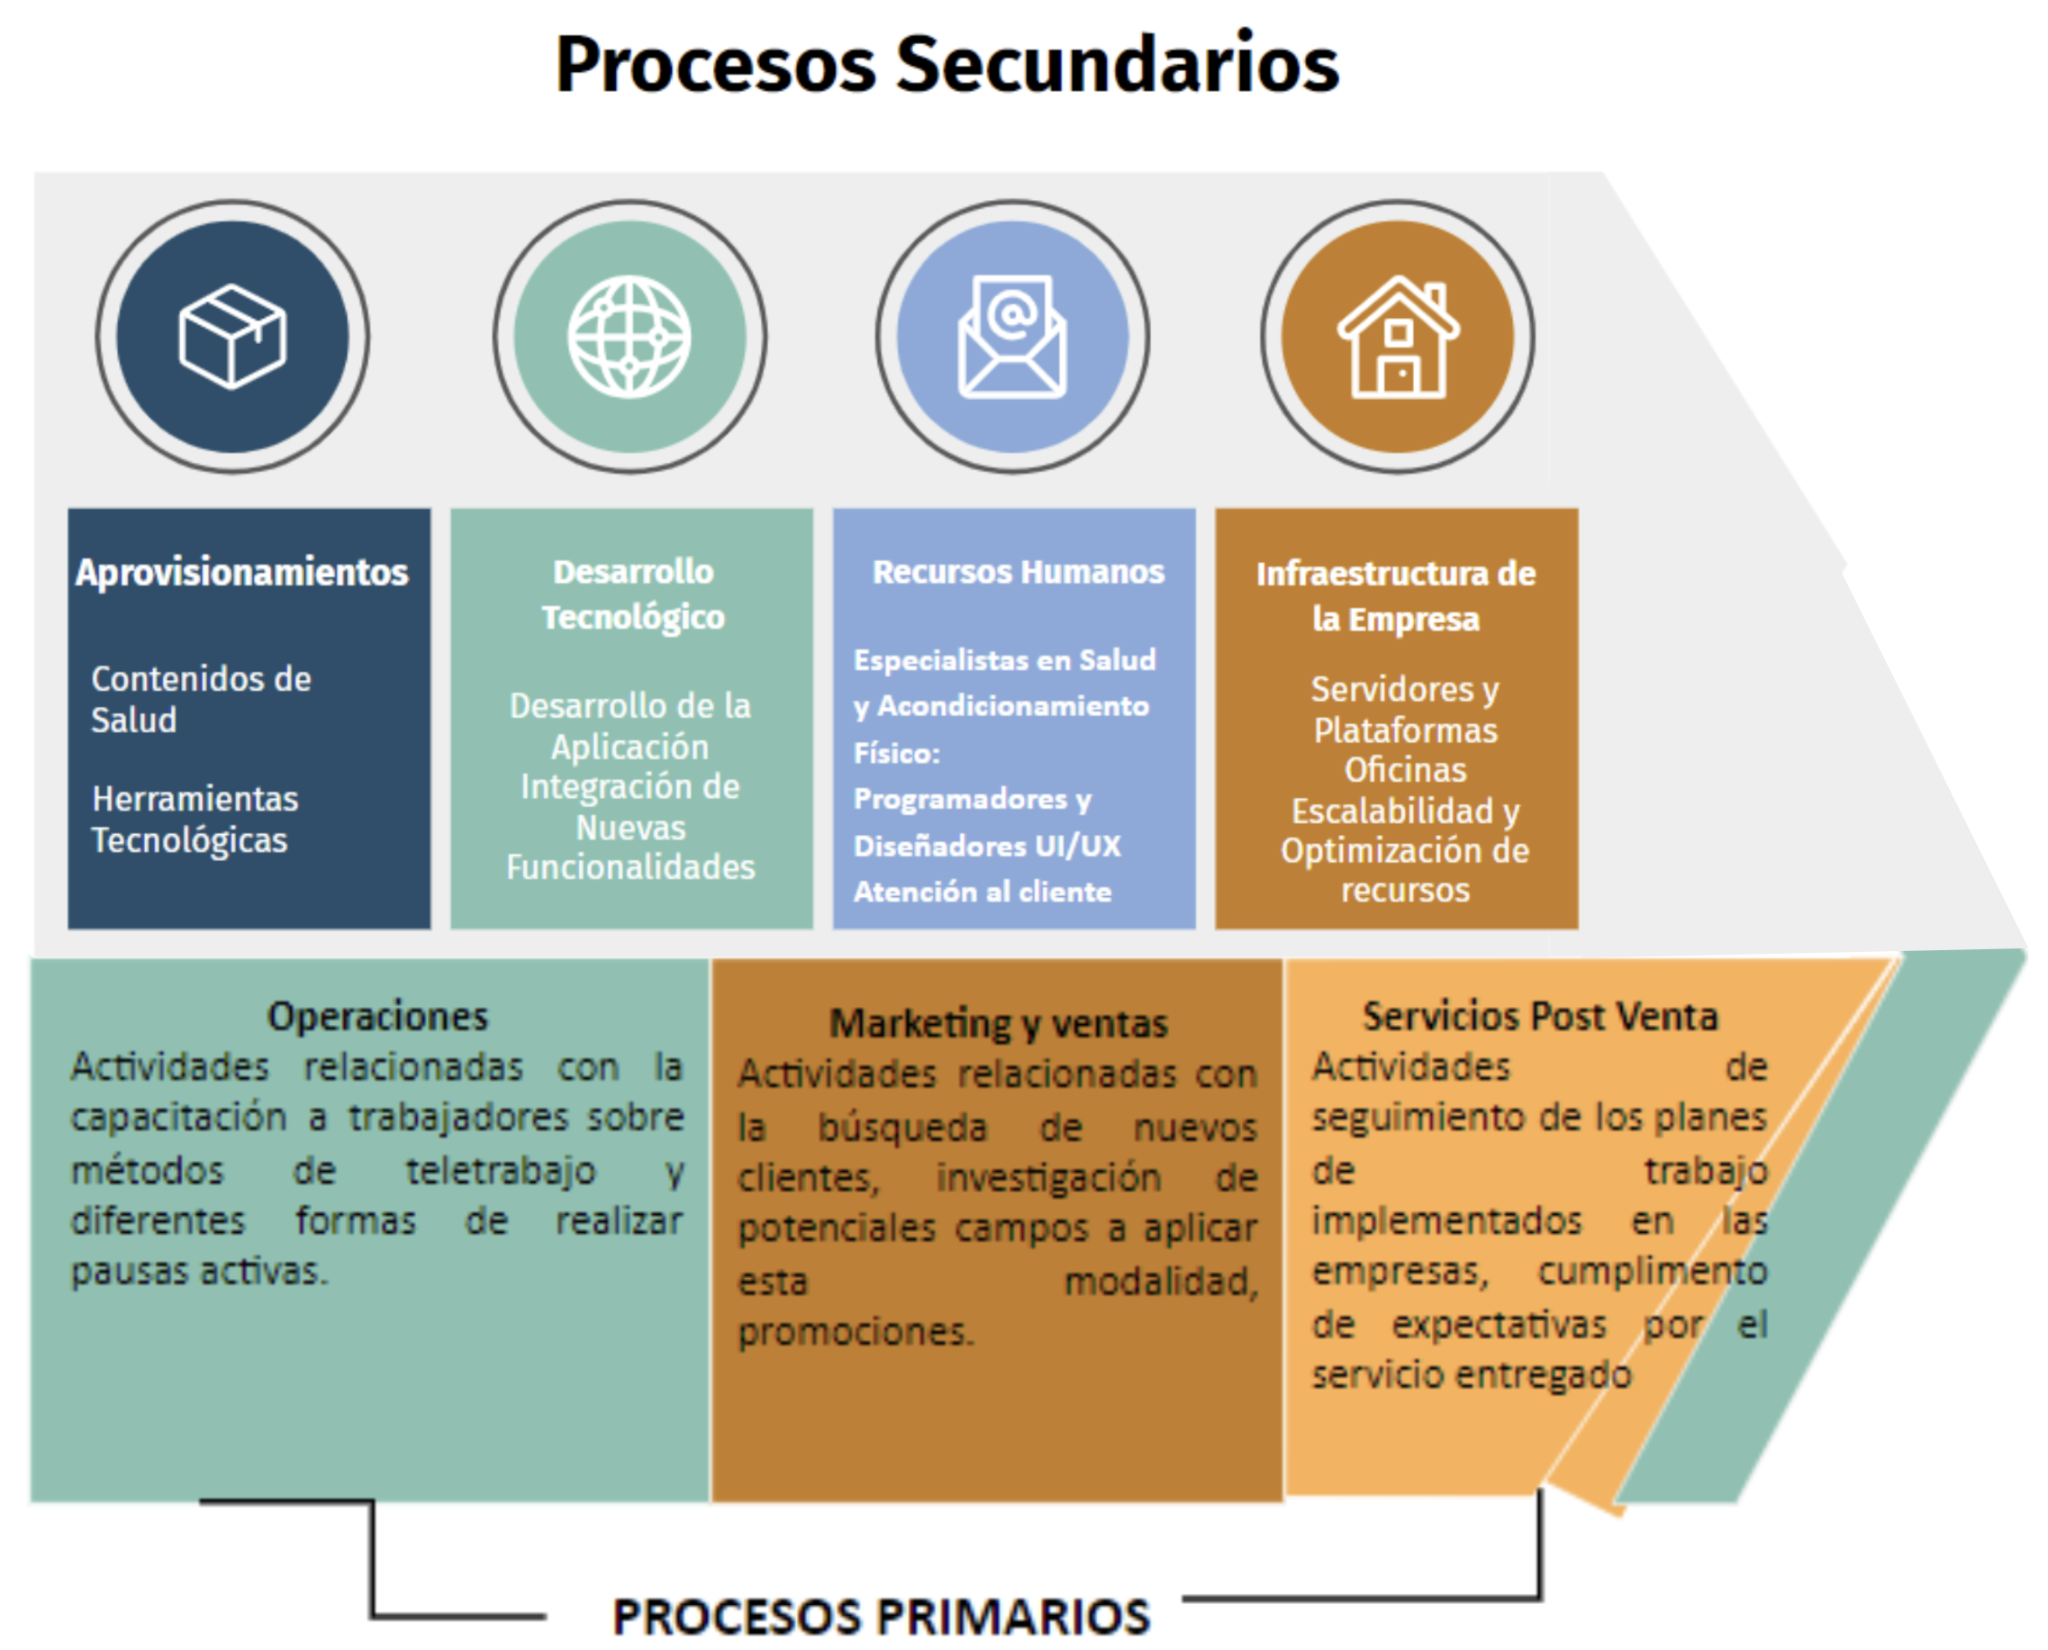 Procesos Secundarios
Aprovisionamientos
Contenidos de
Salud
Herramientas
Tecnológicas
Desarrollo
Tecnológico
Desarrollo de la
Aplicación
Integración de
Nuevas
Funcionalidades
Recursos Humanos
Especialistas en Salud
y Acondicionamiento
Físico:
Programadores y
Diseñadores UI/UX
Atención al cliente
Infraestructura de
la Empresa
Servidores y
Plataformas
Oficinas
Escalabilidad y
Optimización de
recursos
Operaciones
Actividades relacionadas con la
capacitación a trabajadores sobre
métodos de teletrabajo y
diferentes formas de realizar
pausas activas.
Marketing y ventas
Actividades relacionadas con
la búsqueda de nuevos
clientes, investigación de
potenciales campos a aplicar
esta modalidad,
promociones.
Servicios Post Venta
Actividades de
seguimiento de los planes
de trabajo
implementados en las
empresas, cumplimento
de expectativas por el
servicio entregado
PROCESOS PRIMARIOS